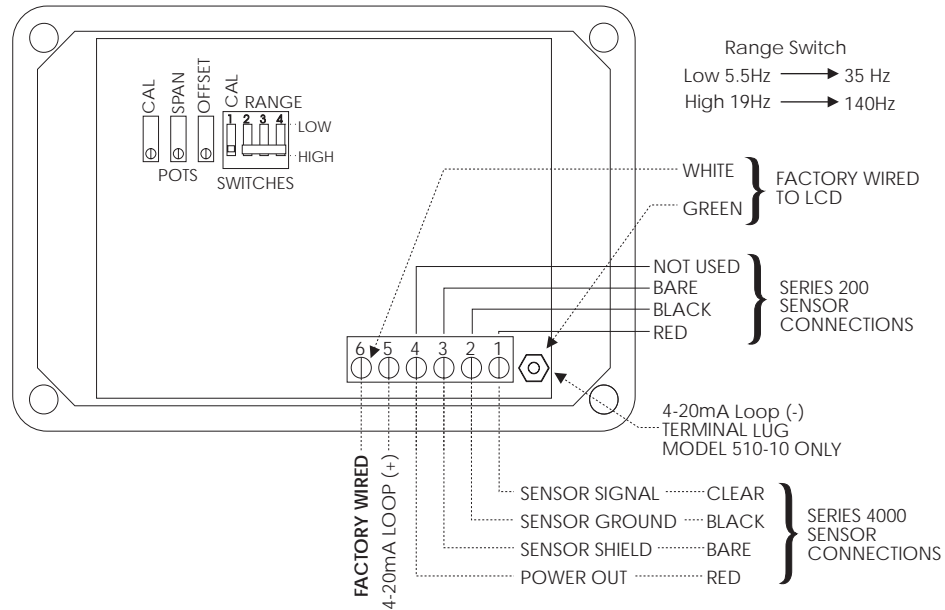 Range Switch
Low 5.5Hz 35 Hz
High 19Hz 140Hz
CAL
SPAN
OFFSET
CAL
RANGE
1 2 3 4
LOW
HIGH
POTS
SWITCHES
WHITE
GREEN
FACTORY WIRED
TO LCD
NOT USED
BARE
BLACK
RED
SERIES 200
SENSOR
CONNECTIONS
6 5 4 3 2 1
4-20mA Loop (-)
TERMINAL LUG
MODEL 510-10 ONLY
FACTORY WIRED
4-20mA LOOP (+)
SENSOR SIGNAL CLEAR
SENSOR GROUND BLACK
SENSOR SHIELD BARE
POWER OUT RED
SERIES 4000
SENSOR
CONNECTIONS